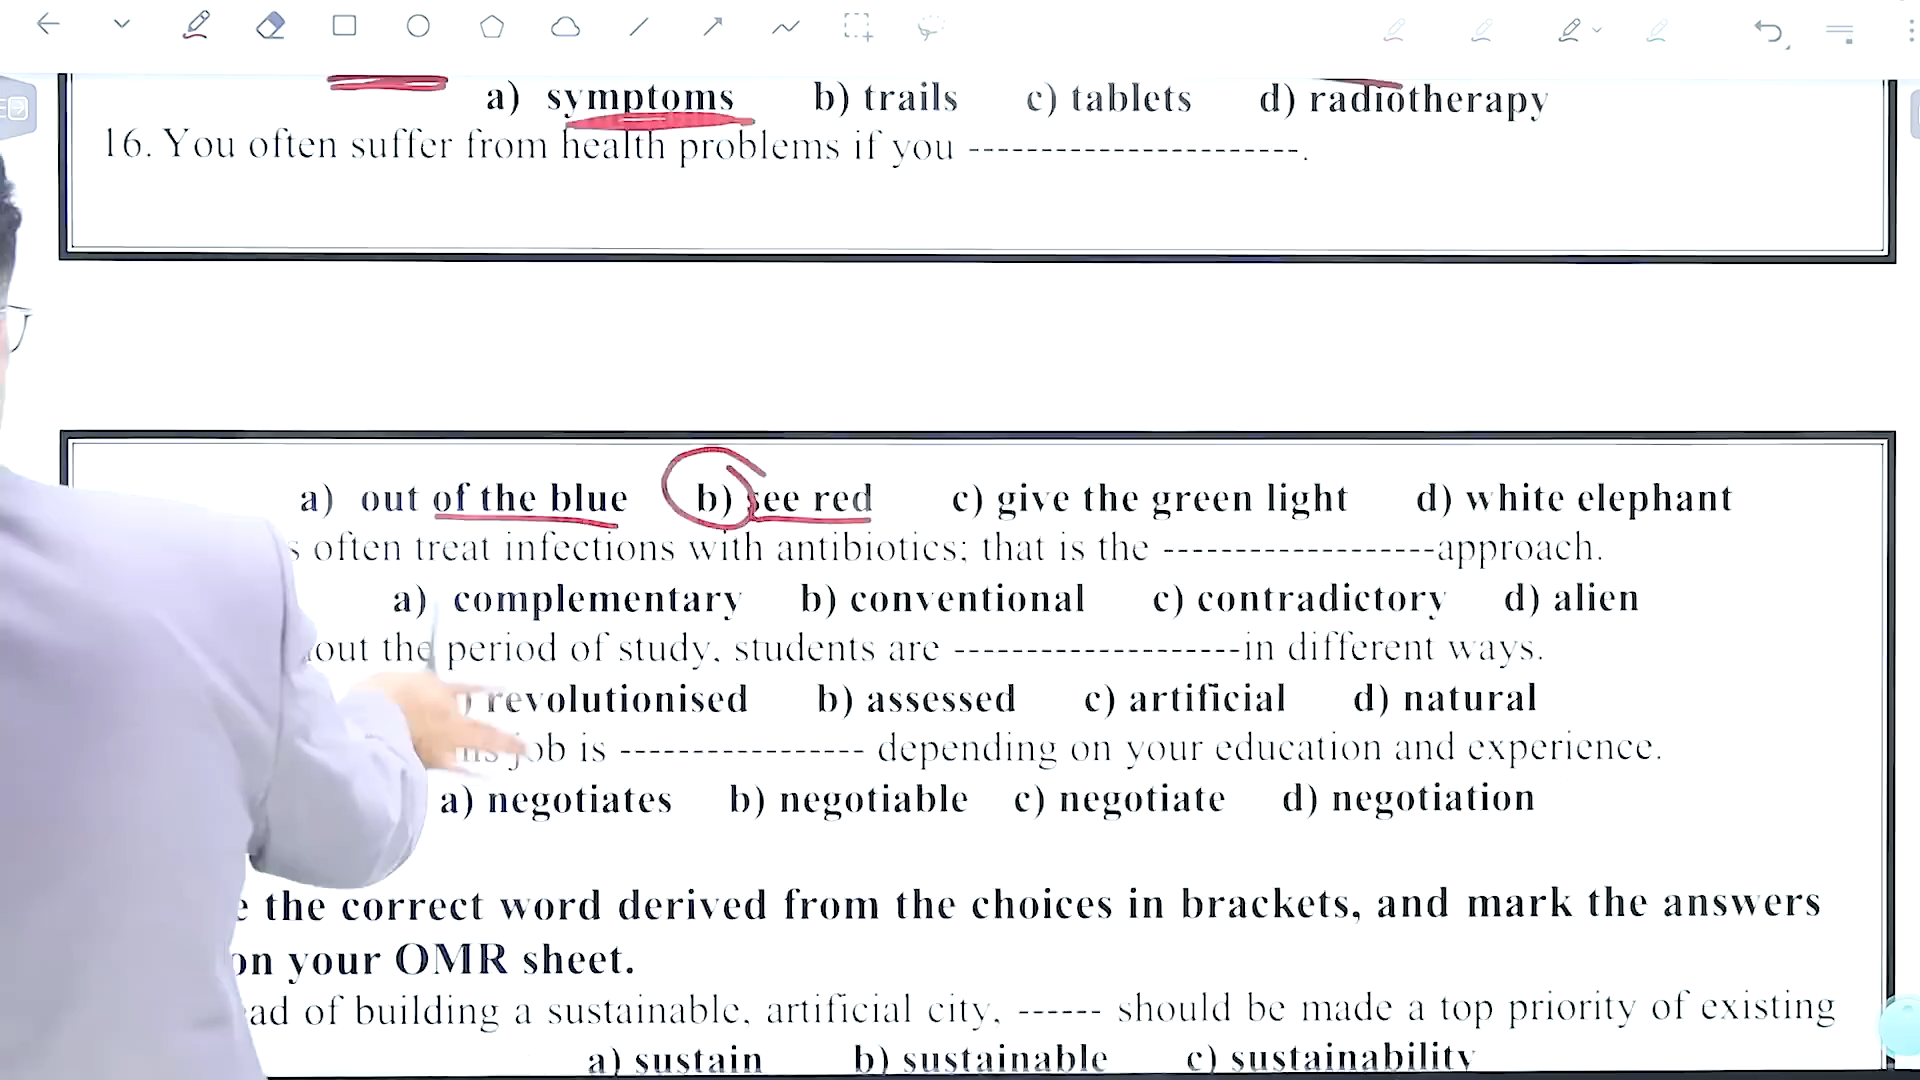 a) symptoms b) trails c) tablets d) radiotherapy
16. You often suffer from health problems if you ----------------------.
a) out of the blue b) see red c) give the green light d) white elephant
often treat infections with antibiotics; that is the -------------------approach.
a) complementary b) conventional c) contradictory d) alien
the period of study, students are --------------------in different ways.
revolutionised b) assessed c) artificial d) natural
job is ----------------- depending on your education and experience.
a) negotiates b) negotiable c) negotiate d) negotiation
the correct word derived from the choices in brackets, and mark the answers
on your OMR sheet.
of building a sustainable, artificial city, ------ should be made a top priority of existing
a) sustain b) sustainable c) sustainability